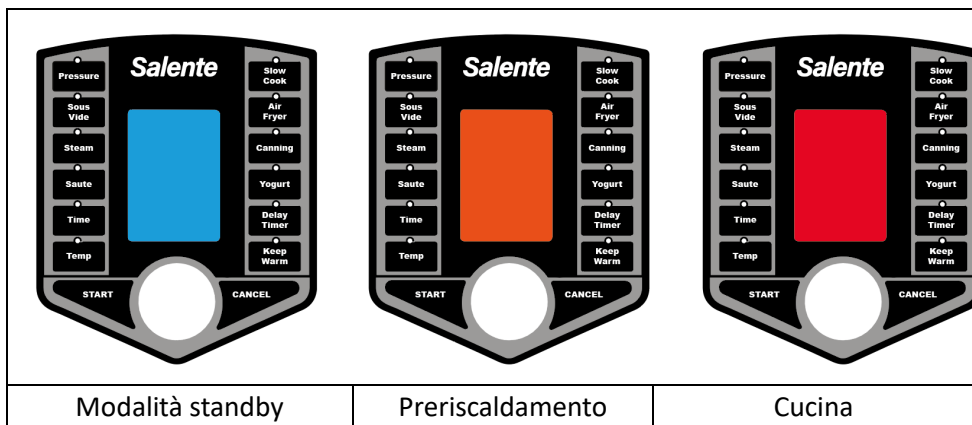 Salente
Pressure
Sous
Vide
Steam
Saute
Time
Temp
Slow
Cook
Air
Fryer
Canning
Yogurt
Delay
Timer
Keep
Warm
START
CANCEL
Salente
Pressure
Sous
Vide
Steam
Saute
Time
Temp
Slow
Cook
Air
Fryer
Canning
Yogurt
Delay
Timer
Keep
Warm
START
CANCEL
Salente
Pressure
Sous
Vide
Steam
Saute
Time
Temp
Slow
Cook
Air
Fryer
Canning
Yogurt
Delay
Timer
Keep
Warm
START
CANCEL
Modalità standby
Preriscaldamento
Cucina